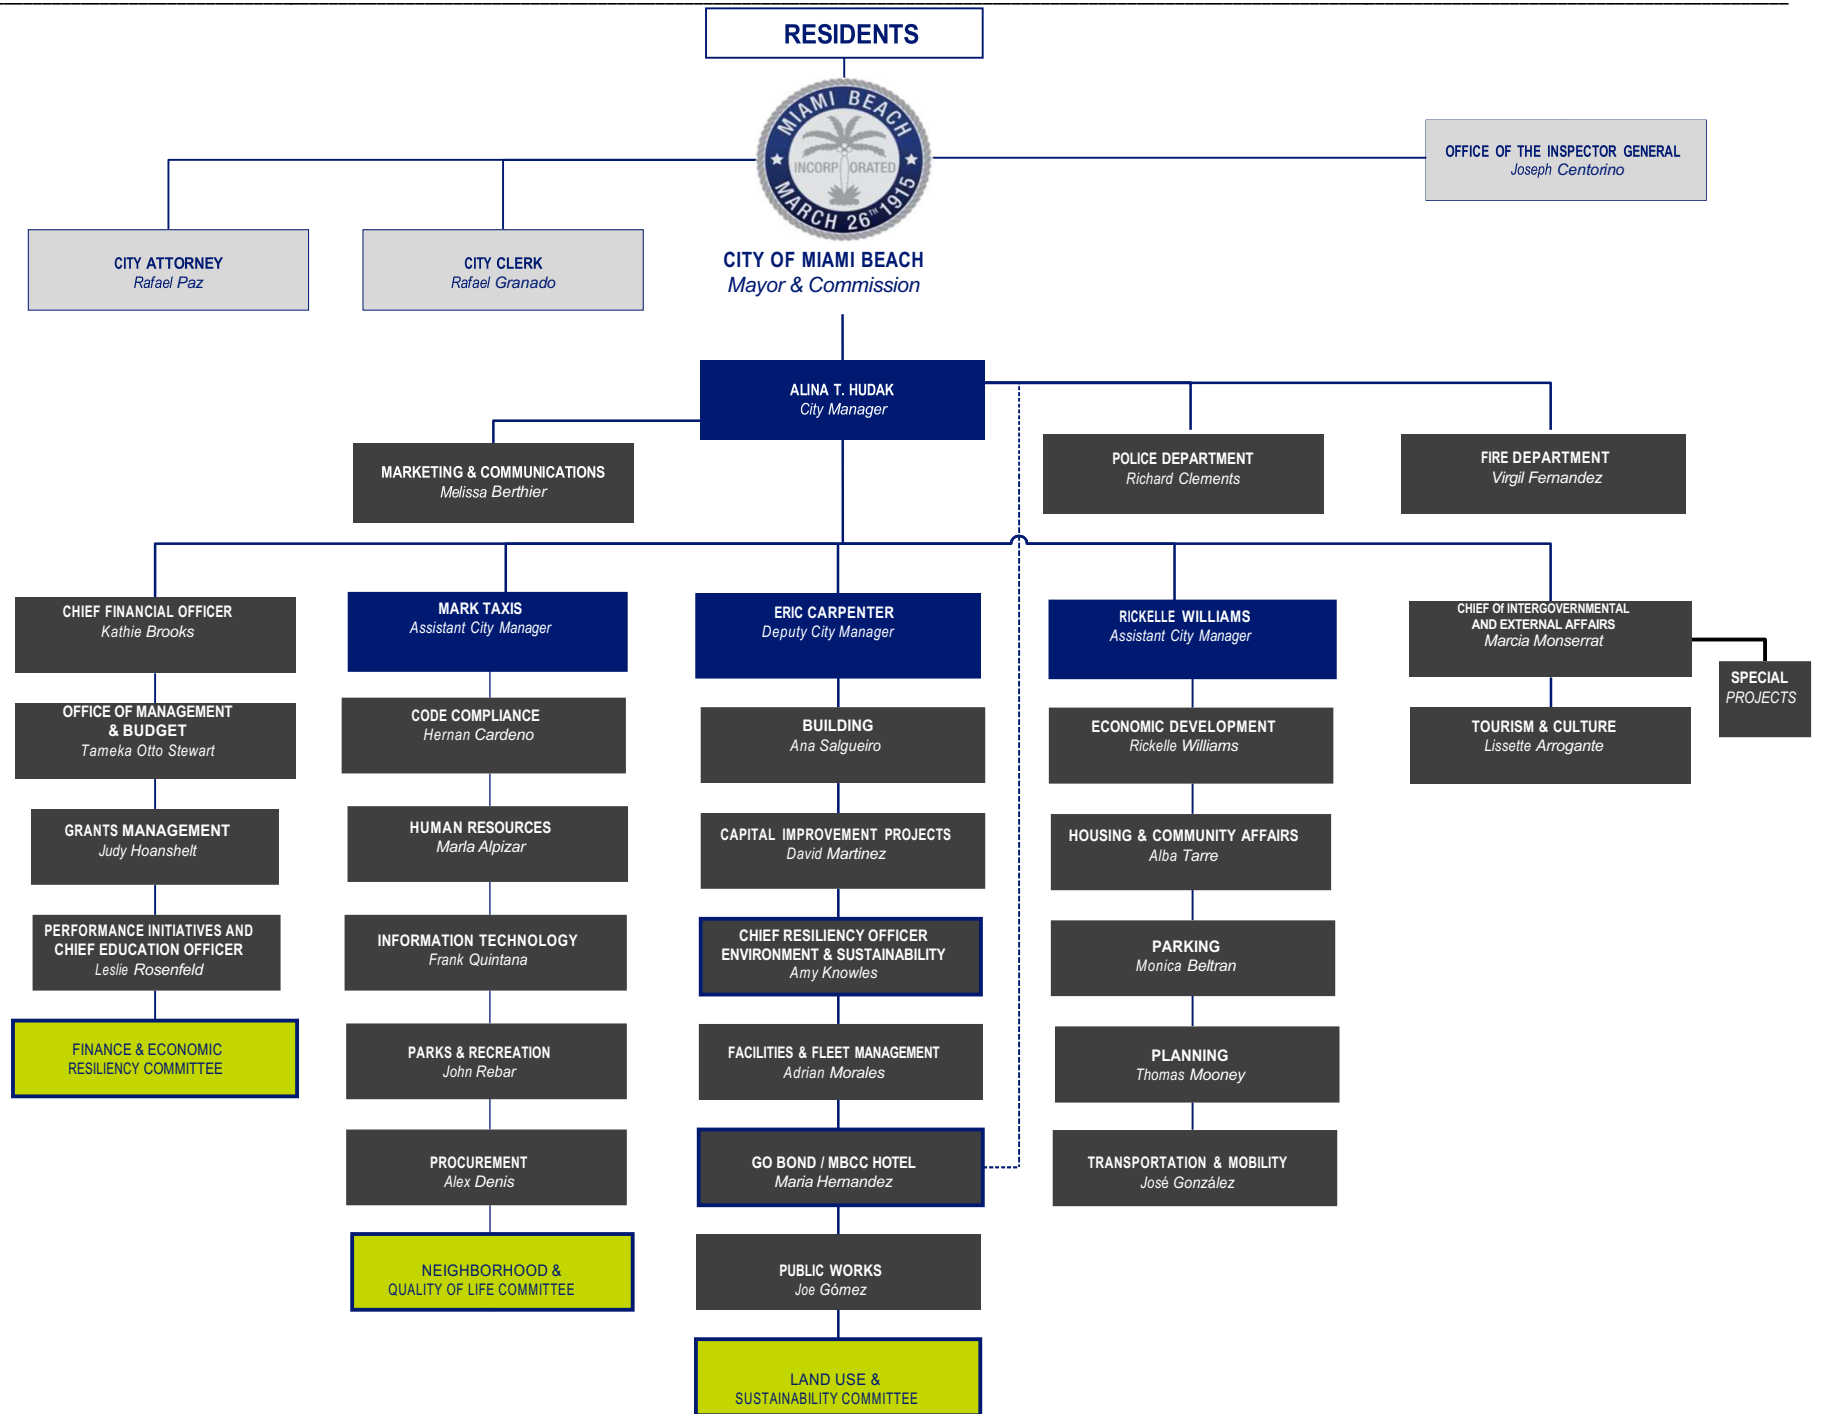 RESIDENTS
MIAMI BEACH
INCORPORATED
MARCH 26TH 1915
OFFICE OF THE INSPECTOR GENERAL
Joseph Centorino
CITY ATTORNEY
Rafael Paz
CITY CLERK
Rafael Granado
CITY OF MIAMI BEACH
Mayor & Commission
ALINA T. HUDAK
City Manager
MARKETING & COMMUNICATIONS
Melissa Berthier
POLICE DEPARTMENT
Richard Clements
FIRE DEPARTMENT
Virgil Fernandez
CHIEF FINANCIAL OFFICER
Kathie Brooks
OFFICE OF MANAGEMENT
& BUDGET
Tameka Otto Stewart
GRANTS MANAGEMENT
Judy Hoanshelt
PERFORMANCE INITIATIVES AND
CHIEF EDUCATION OFFICER
Leslie Rosenfeld
FINANCE & ECONOMIC
RESILIENCY COMMITTEE
MARK TAXIS
Assistant City Manager
CODE COMPLIANCE
Hernan Cardeno
HUMAN RESOURCES
Marla Alpizar
INFORMATION TECHNOLOGY
Frank Quintana
PARKS & RECREATION
John Rebar
PROCUREMENT
Alex Denis
NEIGHBORHOOD &
QUALITY OF LIFE COMMITTEE
ERIC CARPENTER
Deputy City Manager
BUILDING
Ana Salgueiro
CAPITAL IMPROVEMENT PROJECTS
David Martinez
CHIEF RESILIENCY OFFICER
ENVIRONMENT & SUSTAINABILITY
Amy Knowles
FACILITIES & FLEET MANAGEMENT
Adrian Morales
GO BOND / MBCC HOTEL
Maria Hernandez
PUBLIC WORKS
Joe Gómez
LAND USE &
SUSTAINABILITY COMMITTEE
RICKELLE WILLIAMS
Assistant City Manager
ECONOMIC DEVELOPMENT
Rickelle Williams
HOUSING & COMMUNITY AFFAIRS
Alba Tarre
PARKING
Monica Beltran
PLANNING
Thomas Mooney
TRANSPORTATION & MOBILITY
José González
CHIEF Of INTERGOVERNMENTAL
AND EXTERNAL AFFAIRS
Marcia Monserrat
SPECIAL
PROJECTS
TOURISM & CULTURE
Lissette Arrogante